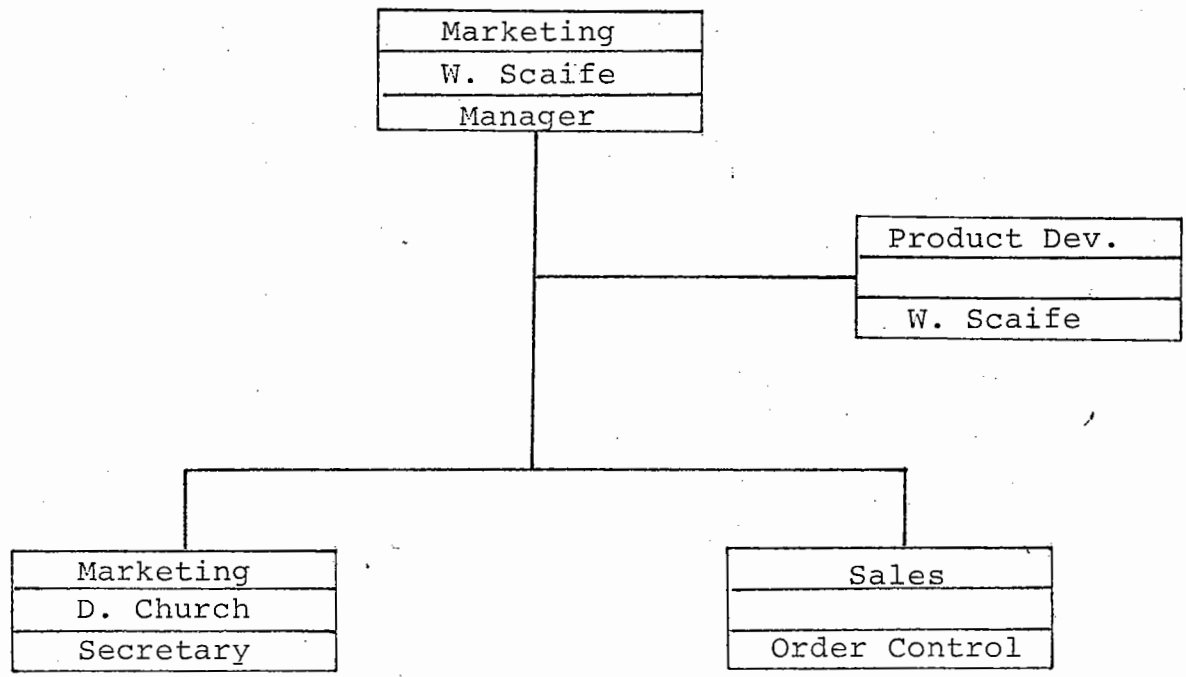 Marketing
W. Scaife
Manager
Product Dev.
W. Scaife
Marketing
D. Church
Secretary
Sales
Order Control